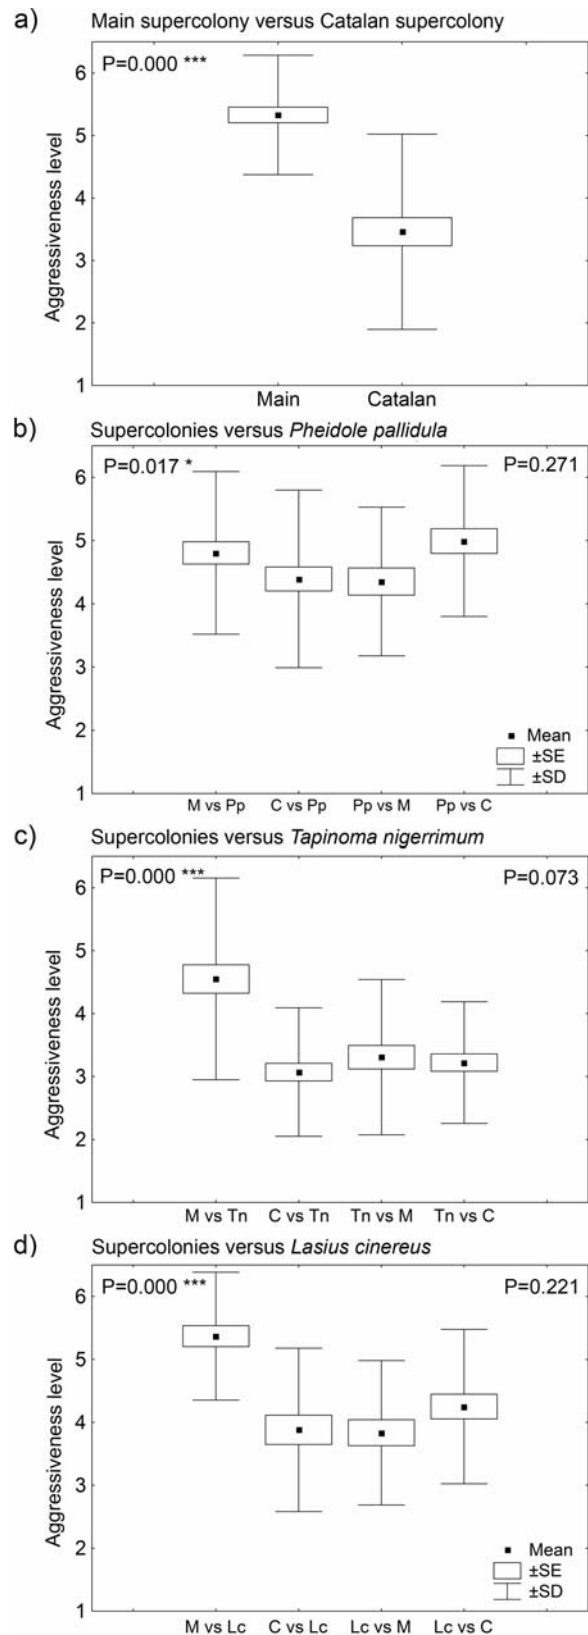 a) Main supercolony versus Catalan supercolony
P=0.000 ***
6
5
4
3
2
1
Aggressiveness level
Main Catalan
b) Supercolonies versus Pheidole pallidula
P=0.017 * P=0.271
6
5
4
3
2
1
Aggressiveness level
Mean
±SE
±SD
M vs Pp C vs Pp Pp vs M Pp vs C
c) Supercolonies versus Tapinoma nigerrimum
P=0.000 *** P=0.073
6
5
4
3
2
1
Aggressiveness level
M vs Tn C vs Tn Tn vs M Tn vs C
d) Supercolonies versus Lasius cinereus
P=0.000 *** P=0.221
6
5
4
3
2
1
Aggressiveness level
Mean
±SE
±SD
M vs Lc C vs Lc Lc vs M Lc vs C